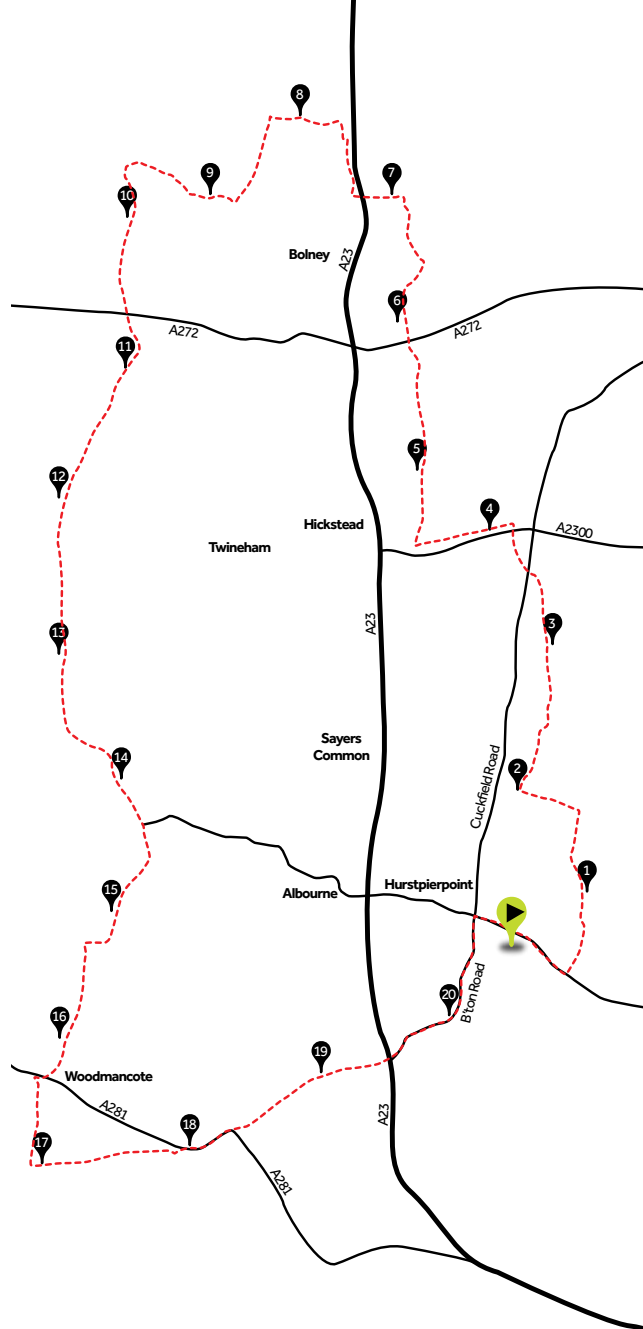 8
7
9
10
Bolney
A23
6
A272
A272
11
5
12
4
Hickstead
A2300
Twineham
A23
3
13
Sayers
Common
14
2
Cuckfield Road
1
Hurstpierpoint
15
Albourne
20
B'ton Road
16
19
Woodmancote
A281
18
A23
17
A281